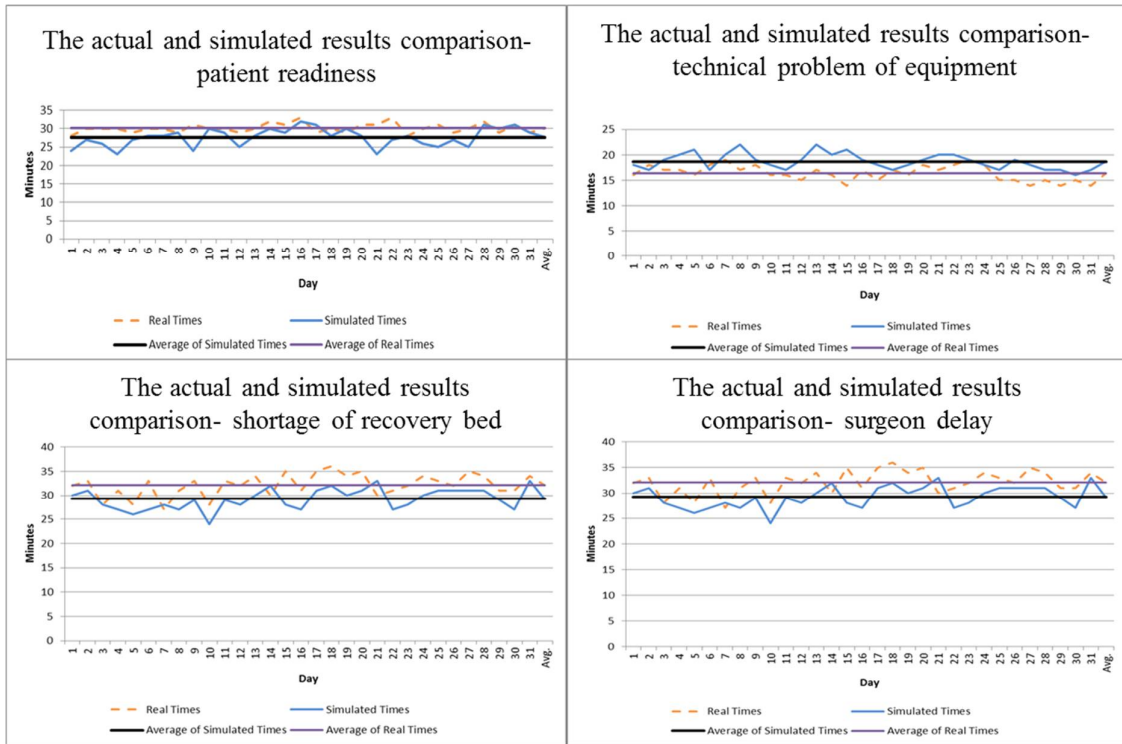 The actual and simulated results comparison-
patient readiness
35
30
25
20
15
10
5
0
Minutes
1 2 3 4 5 6 7 8 9 10 11 12 13 14 15 16 17 18 19 20 21 22 23 24 25 26 27 28 29 30 31 Avg.
Day
Real Times Simulated Times
Average of Simulated Times Average of Real Times
The actual and simulated results comparison-
technical problem of equipment
25
20
15
10
5
0
Minutes
1 2 3 4 5 6 7 8 9 10 11 12 13 14 15 16 17 18 19 20 21 22 23 24 25 26 27 28 29 30 31 Avg.
Day
Real Times Simulated Times
Average of Simulated Times Average of Real Times
The actual and simulated results
comparison- shortage of recovery bed
40
35
30
25
20
15
10
5
0
Minutes
1 2 3 4 5 6 7 8 9 10 11 12 13 14 15 16 17 18 19 20 21 22 23 24 25 26 27 28 29 30 31 Avg.
Day
Real Times Simulated Times
Average of Simulated Times Average of Real Times
The actual and simulated results
comparison- surgeon delay
40
35
30
25
20
15
10
5
0
Minutes
1 2 3 4 5 6 7 8 9 10 11 12 13 14 15 16 17 18 19 20 21 22 23 24 25 26 27 28 29 30 31 Avg.
Day
Real Times Simulated Times
Average of Simulated Times Average of Real Times